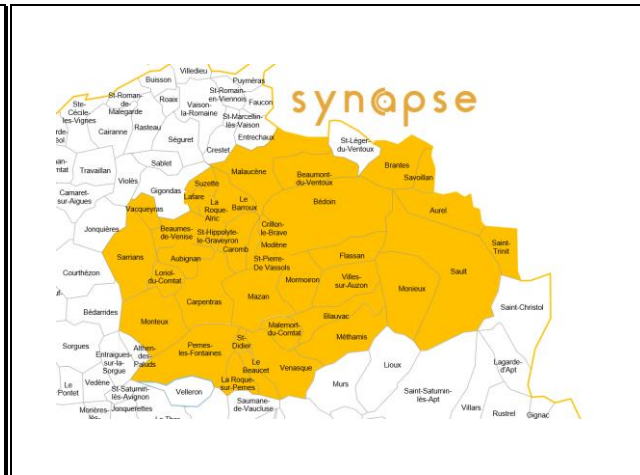 Villedieu
Buisson
Puyméras
synapse
St-Roman-
de-
Malegarde
St-Romain-
en-Viennois
Ste-
Cécile-
les-Vignes
Roaix
Vaison-
la-Romaine
Faucon
St-Marcellin-
lès-Vaison
Cairanne
Rasteau
Séguret
Entrechaux
Crestet
St-Léger-
du-Ventoux
Brantes
Savoillan
Travaillan
Sablet
Violès
Gigondas
Suzette
Malaucène
Beaumont-
du-Ventoux
Camaret-
sur-Aigues
Lafare
La
Roque-
Alric
Le
Barroux
Bédoin
Vacqueyras
Aurel
Jonquières
Beaumes-
de-Venise
St-Hippolyte-
le-Graveyron
Crillon-
le-Brave
Modène
Caromb
Saint-
Trinit
Sarrians
Aubignan
St-Pierre-
De Vassols
Flassan
Courthézon
Loriol-
du-Comtat
Mormoiron
Villes-
sur-Auzon
Sault
Monieux
Carpentras
Mazan
Bédarrides
Monteux
Blauvac
Saint-Christol
Malemort-
du-Comtat
Méthamis
Sorgues
Entraigues-
sur-la-
Sorgue
Althen-
des-
Paluds
Pernes-
les-Fontaines
St-
Didier
Le
Beaucet
Venasque
Lioux
Lagarde-
d'Apt
Le
Pontet
Vedène
St-Saturnin-
lès-Avignon
Velleron
La Roque-
sur-Pernes
Murs
Saint-Saturnin-
lès-Apt
Morières-
lès-
Jonquerettes
Saumane-
de-Vaucluse
Villars
Rustrel
Gignac